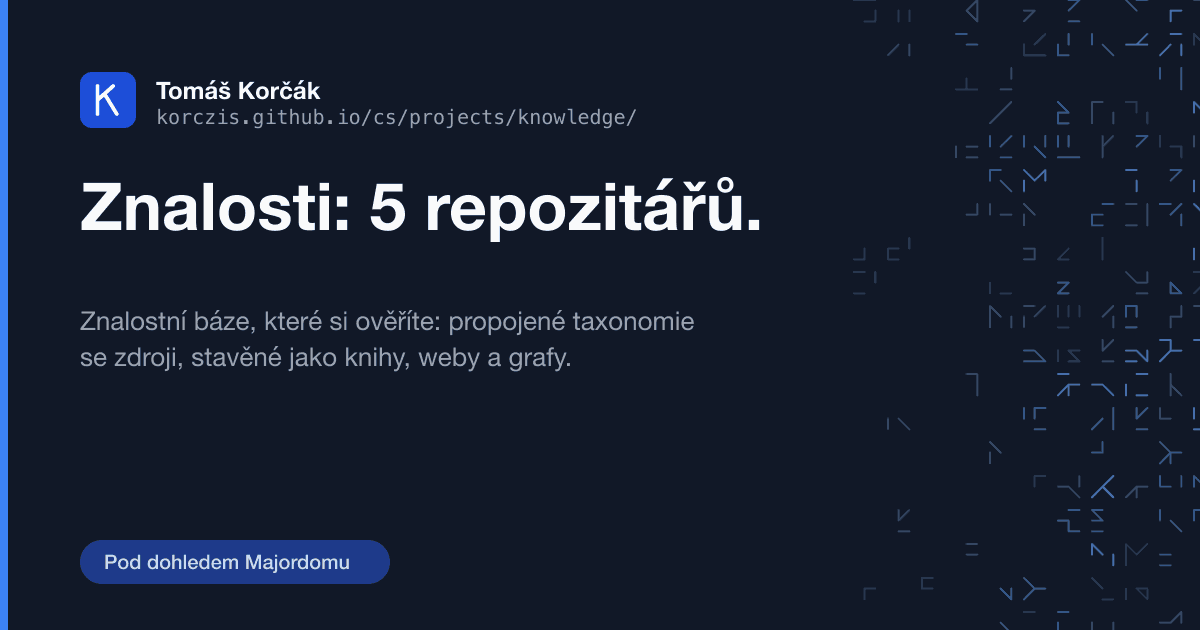 K
Tomáš Korčák
korczis.github.io/cs/projects/knowledge/
Znalosti: 5 repozitářů.
Znalostní báze, které si ověříte: propojené taxonomie
se zdroji, stavěné jako knihy, weby a grafy.
Pod dohledem Majordomu